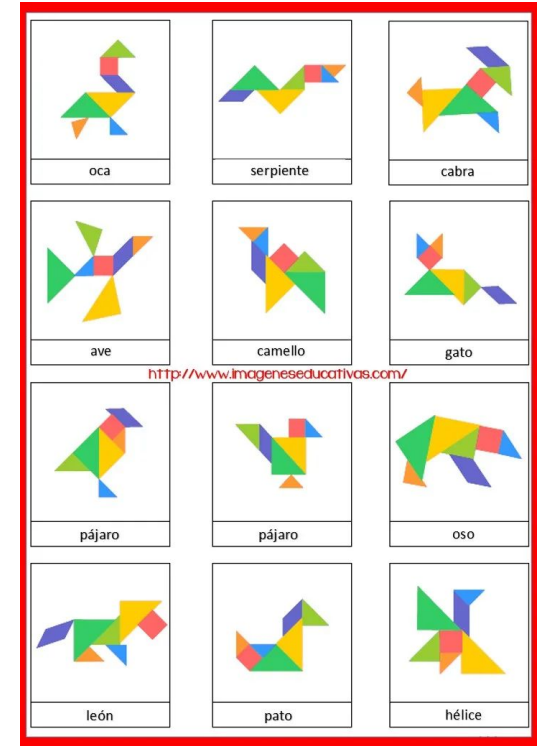 oca
serpiente
cabra
ave
camello
gato
http://www.imageneseducativas.com/
pájaro
pájaro
oso
león
pato
hélice